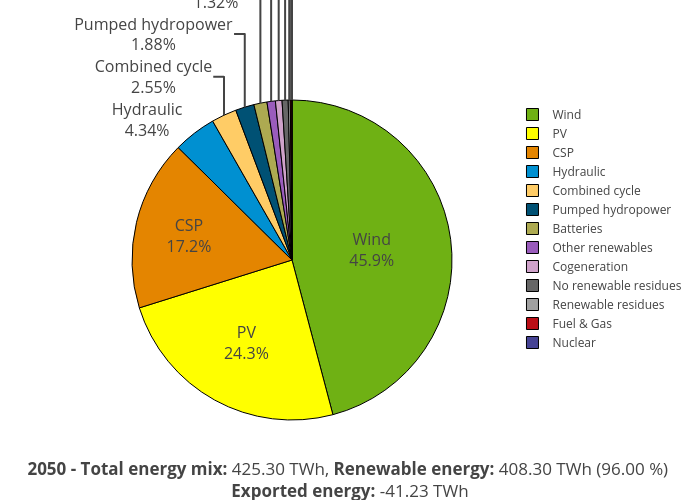 1.32%
Pumped hydropower
1.88%
Combined cycle
2.55%
Hydraulic
4.34%
CSP
17.2%
Wind
45.9%
PV
24.3%
Wind
PV
CSP
Hydraulic
Combined cycle
Pumped hydropower
Batteries
Other renewables
Cogeneration
No renewable residues
Renewable residues
Fuel & Gas
Nuclear
2050 - Total energy mix: 425.30 TWh, Renewable energy: 408.30 TWh (96.00 %)
Exported energy: -41.23 TWh